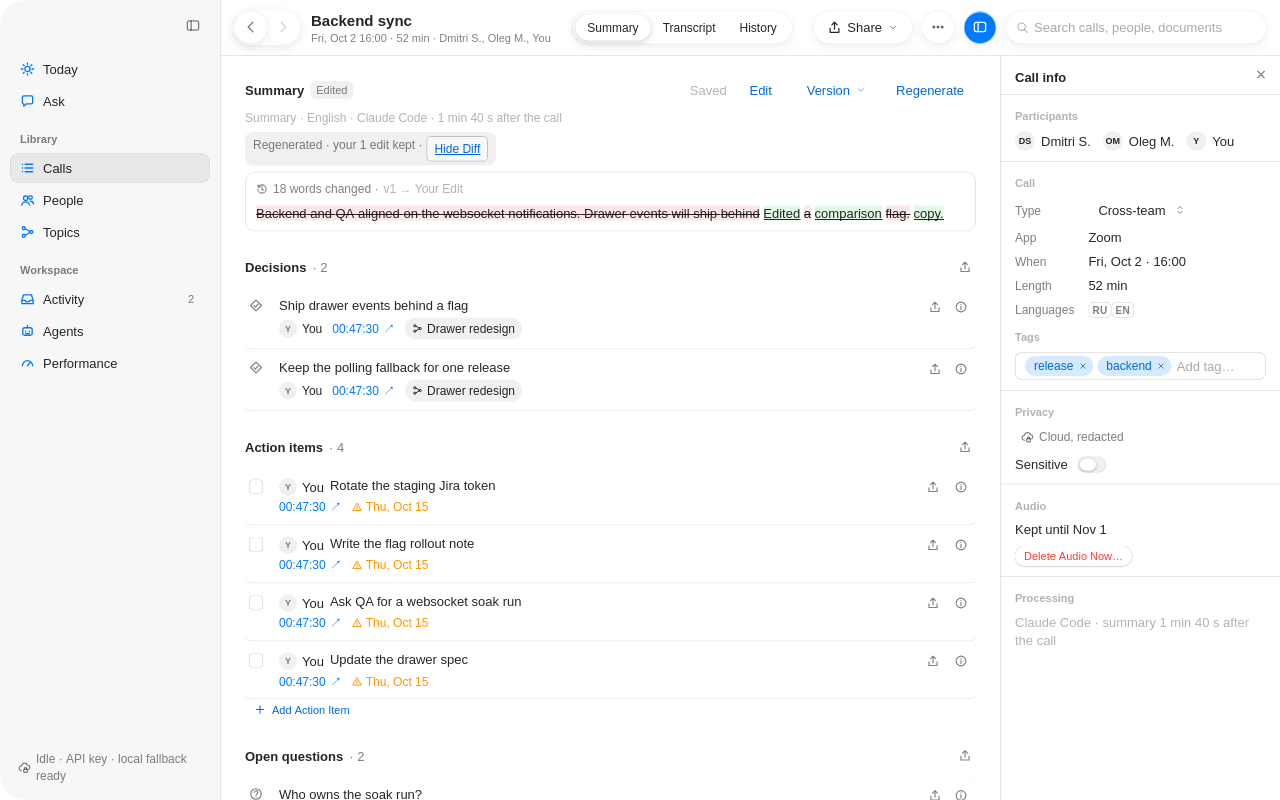 Today
Ask
Library
Calls
People
Topics
Workspace
Activity 2
Agents
Performance
Idle · API key · local fallback
ready
Backend sync
Fri, Oct 2 16:00 · 52 min · Dmitri S., Oleg M., You
Summary Transcript History
Share
Search calls, people, documents
Summary Edited
Saved Edit Version Regenerate
Summary · English · Claude Code · 1 min 40 s after the call
Regenerated · your 1 edit kept · Hide Diff
18 words changed · v1 → Your Edit
Backend and QA aligned on the websocket notifications. Drawer events will ship behind Edited a comparison flag. copy.
Decisions · 2
Ship drawer events behind a flag
Y You 00:47:30 Drawer redesign
Keep the polling fallback for one release
Y You 00:47:30 Drawer redesign
Action items · 4
Y You Rotate the staging Jira token
00:47:30 Thu, Oct 15
Y You Write the flag rollout note
00:47:30 Thu, Oct 15
Y You Ask QA for a websocket soak run
00:47:30 Thu, Oct 15
Y You Update the drawer spec
00:47:30 Thu, Oct 15
Add Action Item
Open questions · 2
Who owns the soak run?
Call info
Participants
DS Dmitri S. OM Oleg M. Y You
Call
Type Cross-team
App Zoom
When Fri, Oct 2 · 16:00
Length 52 min
Languages RU EN
Tags
release backend Add tag…
Privacy
Cloud, redacted
Sensitive
Audio
Kept until Nov 1
Delete Audio Now…
Processing
Claude Code · summary 1 min 40 s after
the call